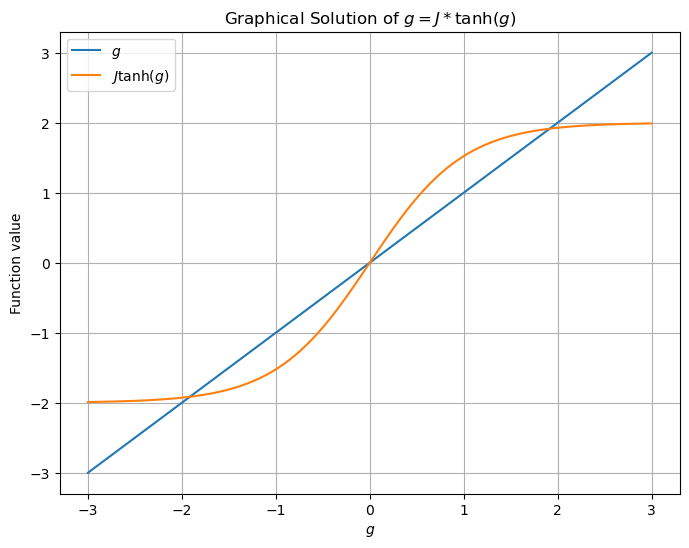 Graphical Solution of g = J * tanh(g)
g
J tanh(g)
3
2
1
0
−1
−2
−3
Function value
−3 −2 −1 0 1 2 3
g